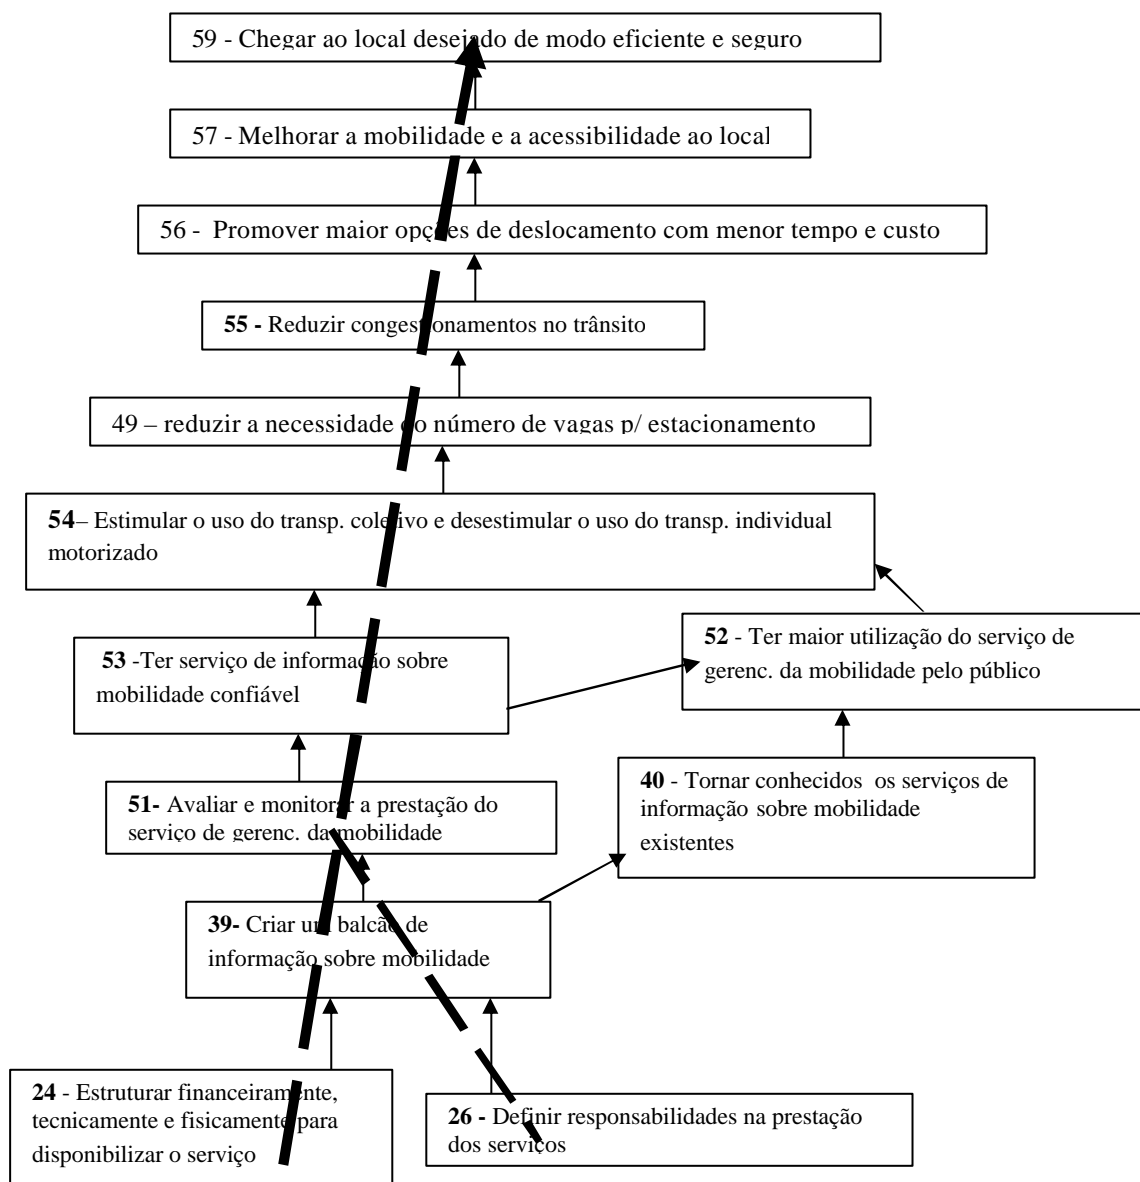 59 - Chegar ao local desejado de modo eficiente e seguro
57 - Melhorar a mobilidade e a acessibilidade ao local
56 -  Promover maior opções de deslocamento com menor tempo e custo
55 - Reduzir congestionamentos no trânsito
49 – reduzir a necessidade do número de vagas p/ estacionamento
54– Estimular o uso do transp. coletivo e desestimular o uso do transp. individual
motorizado
53 -Ter serviço de informação sobre
mobilidade confiável
52 - Ter maior utilização do serviço de
gerenc. da mobilidade pelo público
51- Avaliar e monitorar a prestação do
serviço de gerenc. da mobilidade
40 - Tornar conhecidos  os serviços de
informação sobre mobilidade
existentes
39- Criar um balcão de
informação sobre mobilidade
24 - Estruturar financeiramente,
tecnicamente e fisicamente para
disponibilizar o serviço
26 - Definir responsabilidades na prestação
dos serviços